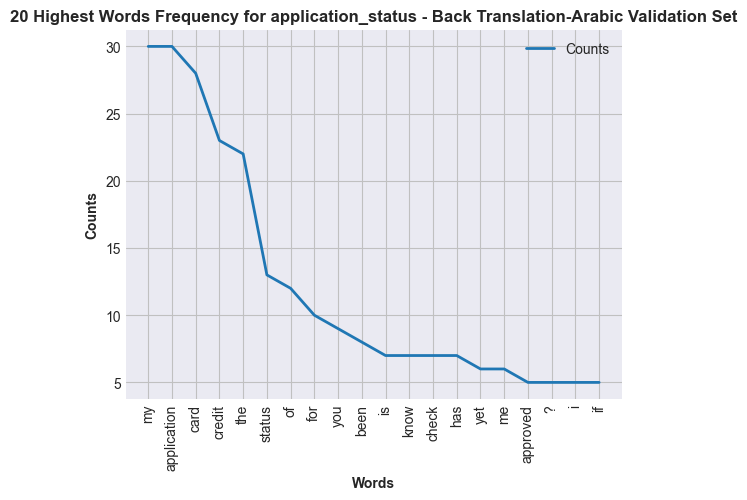 20 Highest Words Frequency for application_status - Back Translation-Arabic Validation Set
Counts
30
25
20
15
10
5
Counts
my
application
card
credit
the
status
of
for
you
been
is
know
check
has
yet
me
approved
?
i
if
Words